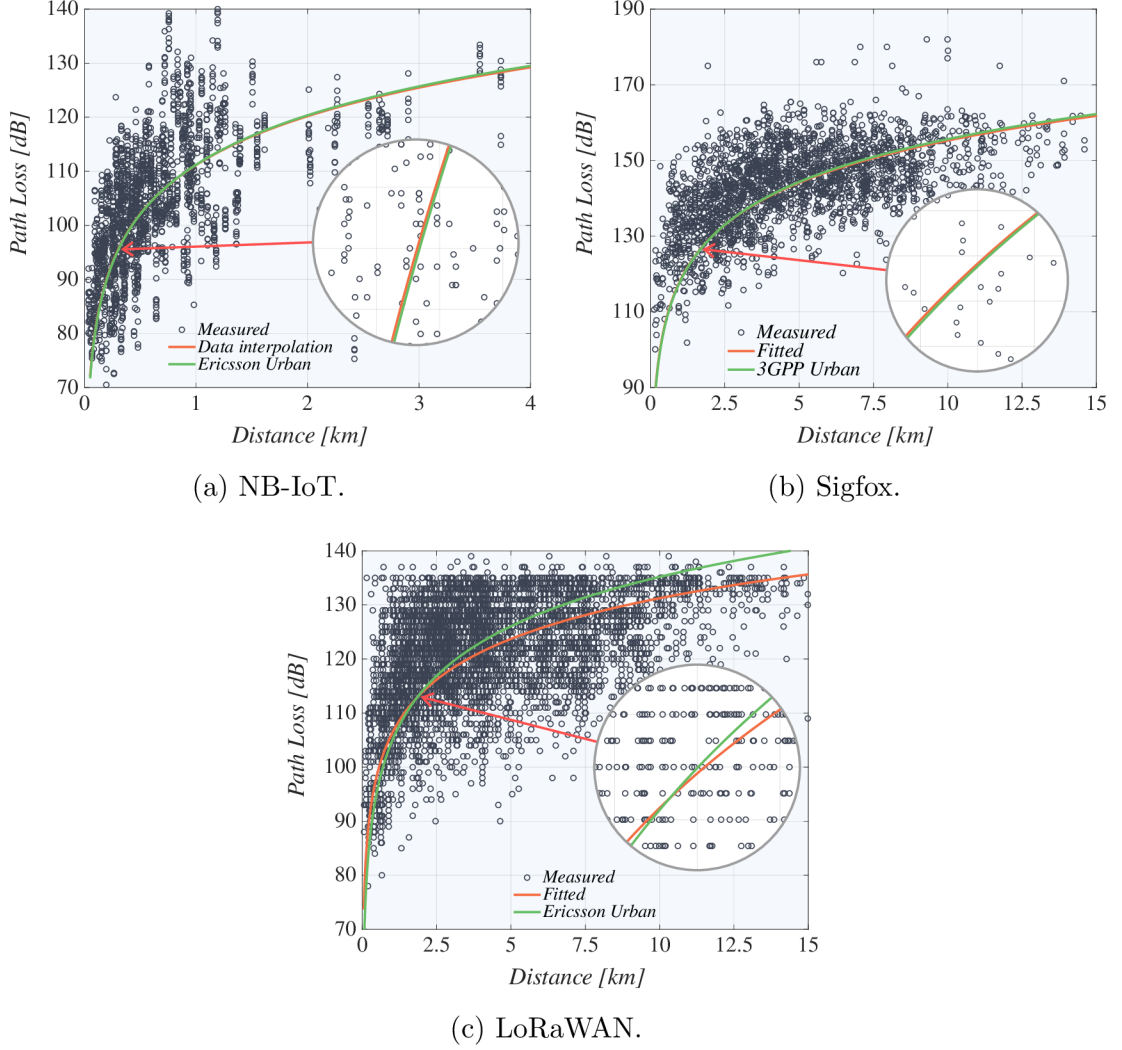 140
130
120
110
100
90
80
70
0
1
2
3
4
Path Loss [dB]
Distance [km]
Measured
Data interpolation
Ericsson Urban
(a) NB-IoT.
190
170
150
130
110
90
0
2.5
5
7.5
10
12.5
15
Path Loss [dB]
Distance [km]
Measured
Fitted
3GPP Urban
(b) Sigfox.
140
130
120
110
100
90
80
70
0
2.5
5
7.5
10
12.5
15
Path Loss [dB]
Distance [km]
Measured
Fitted
Ericsson Urban
(c) LoRaWAN.